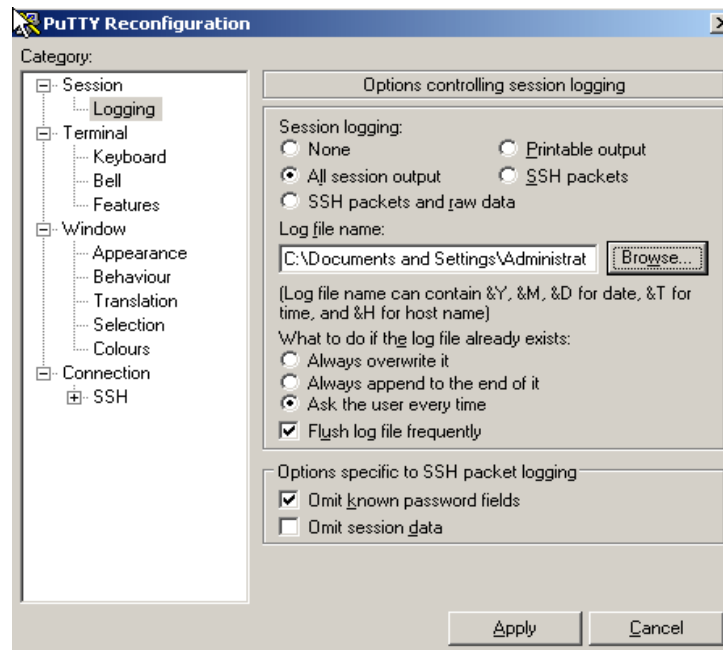 PuTTY Reconfiguration
Category:
Session
Logging
Terminal
Keyboard
Bell
Features
Window
Appearance
Behaviour
Translation
Selection
Colours
Connection
SSH
Options controlling session logging
Session logging:
None
Printable output
All session output
SSH packets
SSH packets and raw data
Log file name:
C:\Documents and Settings\Administrat
Browse...
(Log file name can contain &Y, &M, &D for date, &T for
time, and &H for host name)
What to do if the log file already exists:
Always overwrite it
Always append to the end of it
Ask the user every time
Flush log file frequently
Options specific to SSH packet logging
Omit known password fields
Omit session data
Apply
Cancel